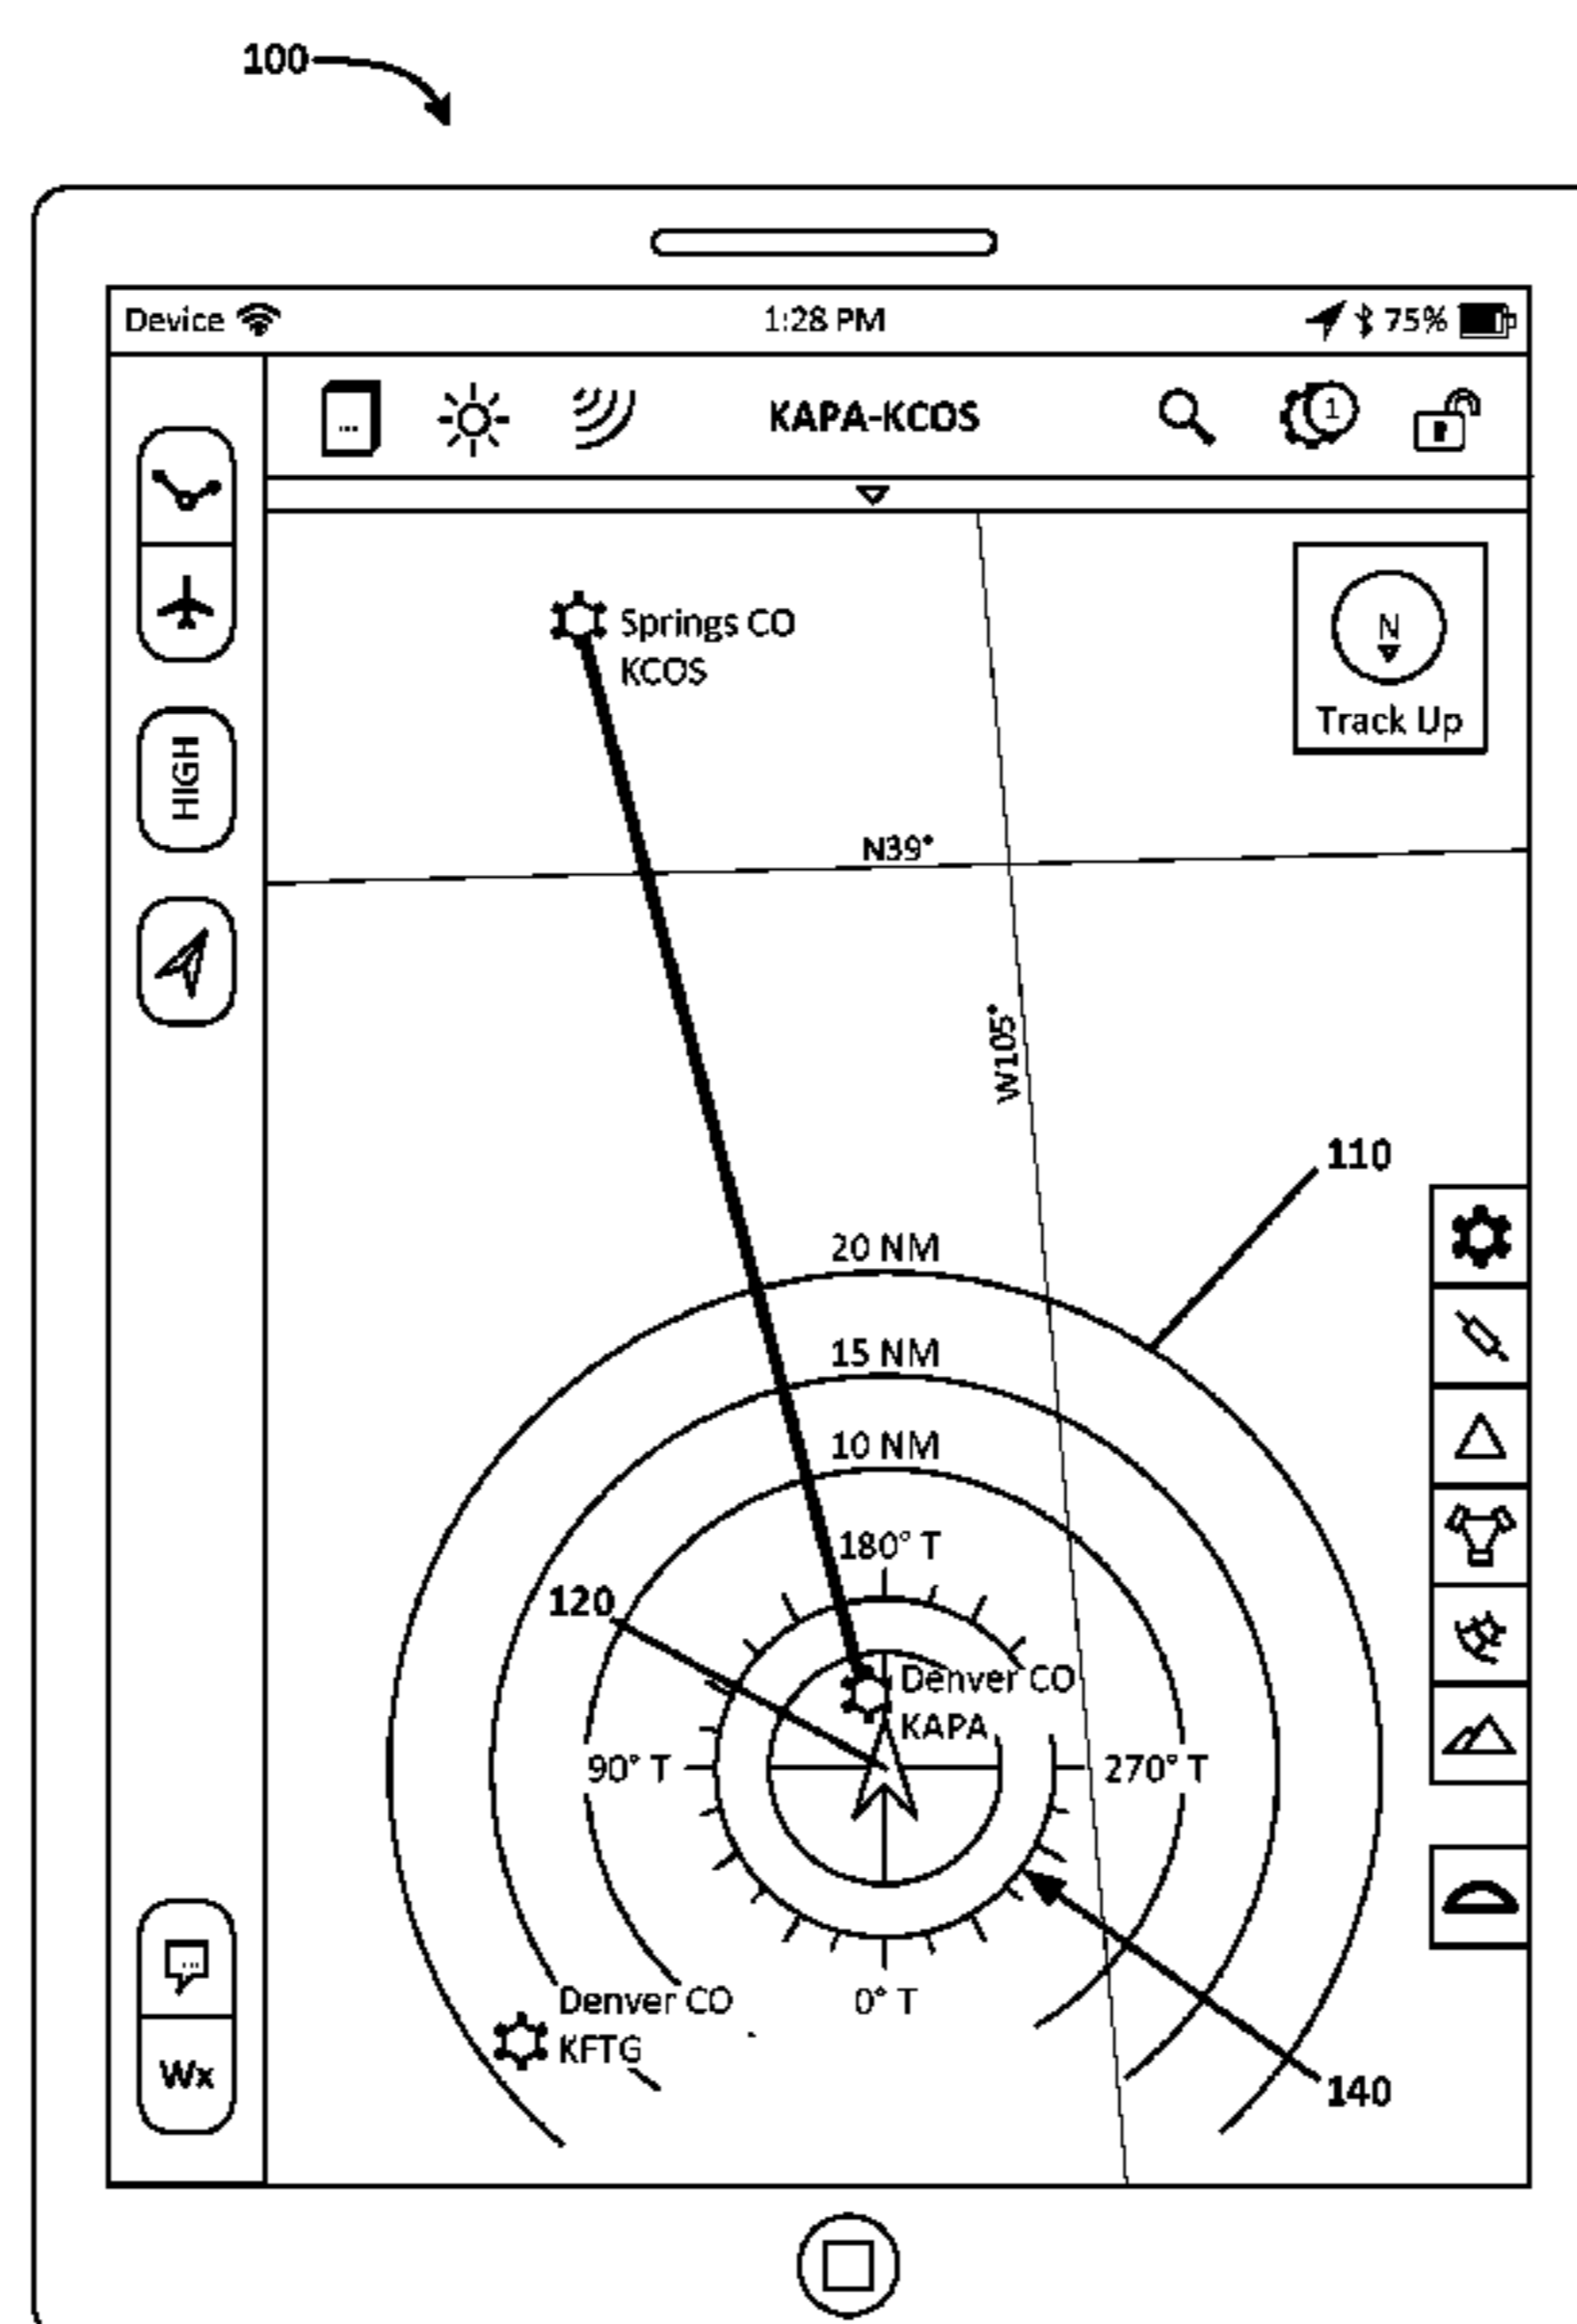 100
Device
1:28 PM
75%
...
KAPA-KCOS
1
Springs CO
KCOS
N
Track Up
HIGH
N39°
W105°
110
20 NM
15 NM
10 NM
180° T
120
Denver CO
KAPA
90° T
270° T
Denver CO
KFTG
0° T
...
Wx
140